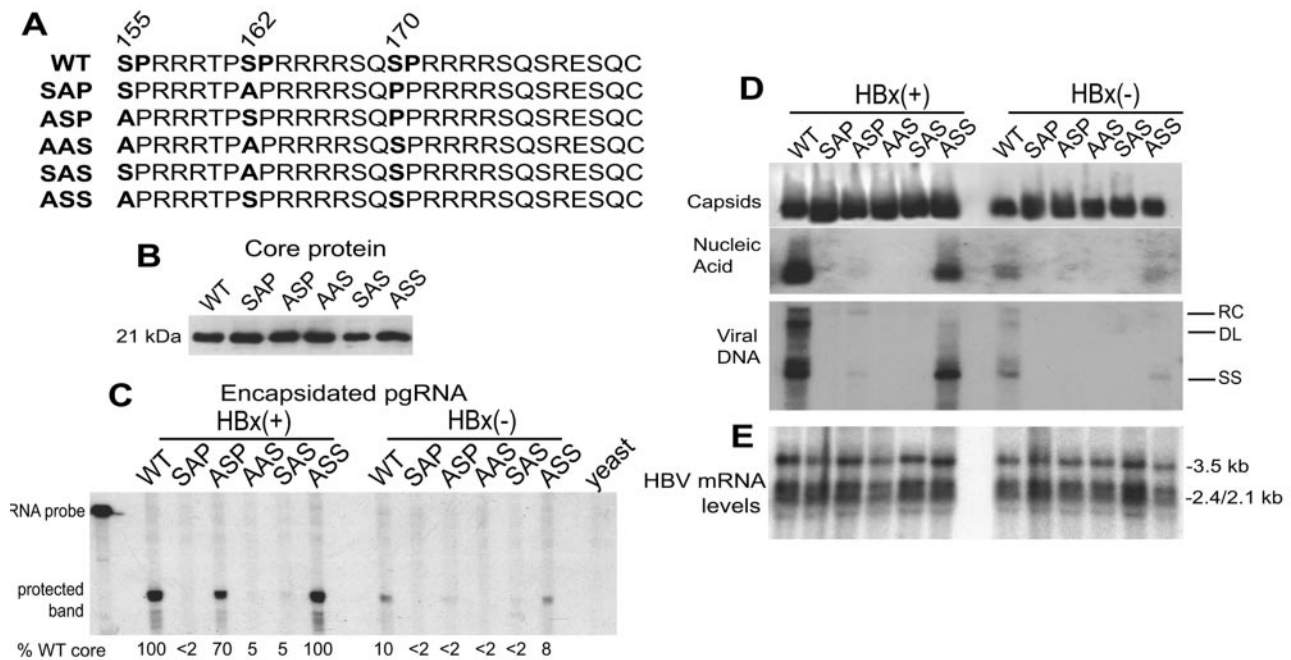 A
155 162 170
WT SPRRRTPSPRRRRSQSPRRRRSQSRESQC
SAP SPRRRTPAPRRRRSQPPRRRRSQSRESQC
ASP APRRRTPSPRRRRSQPPRRRRSQSRESQC
AAS APRRRTPAPRRRRSQSPRRRRSQSRESQC
SAS SPRRRTPAPRRRRSQSPRRRRSQSRESQC
ASS APRRRTPSPRRRRSQSPRRRRSQSRESQC
B
Core protein
WT SAP ASP AAS SAS ASS
21 kDa
C
Encapsidated pgRNA
HBx(+) HBx(-)
WT SAP ASP AAS SAS ASS WT SAP ASP AAS SAS ASS yeast
RNA probe
protected
band
% WT core 100 <2 70 5 5 100 10 <2 <2 <2 <2 8
D
HBx(+) HBx(-)
WT SAP ASP AAS SAS ASS WT SAP ASP AAS SAS ASS
Capsids
Nucleic
Acid
Viral
DNA
RC
DL
SS
E
HBV mRNA
levels
-3.5 kb
-2.4/2.1 kb